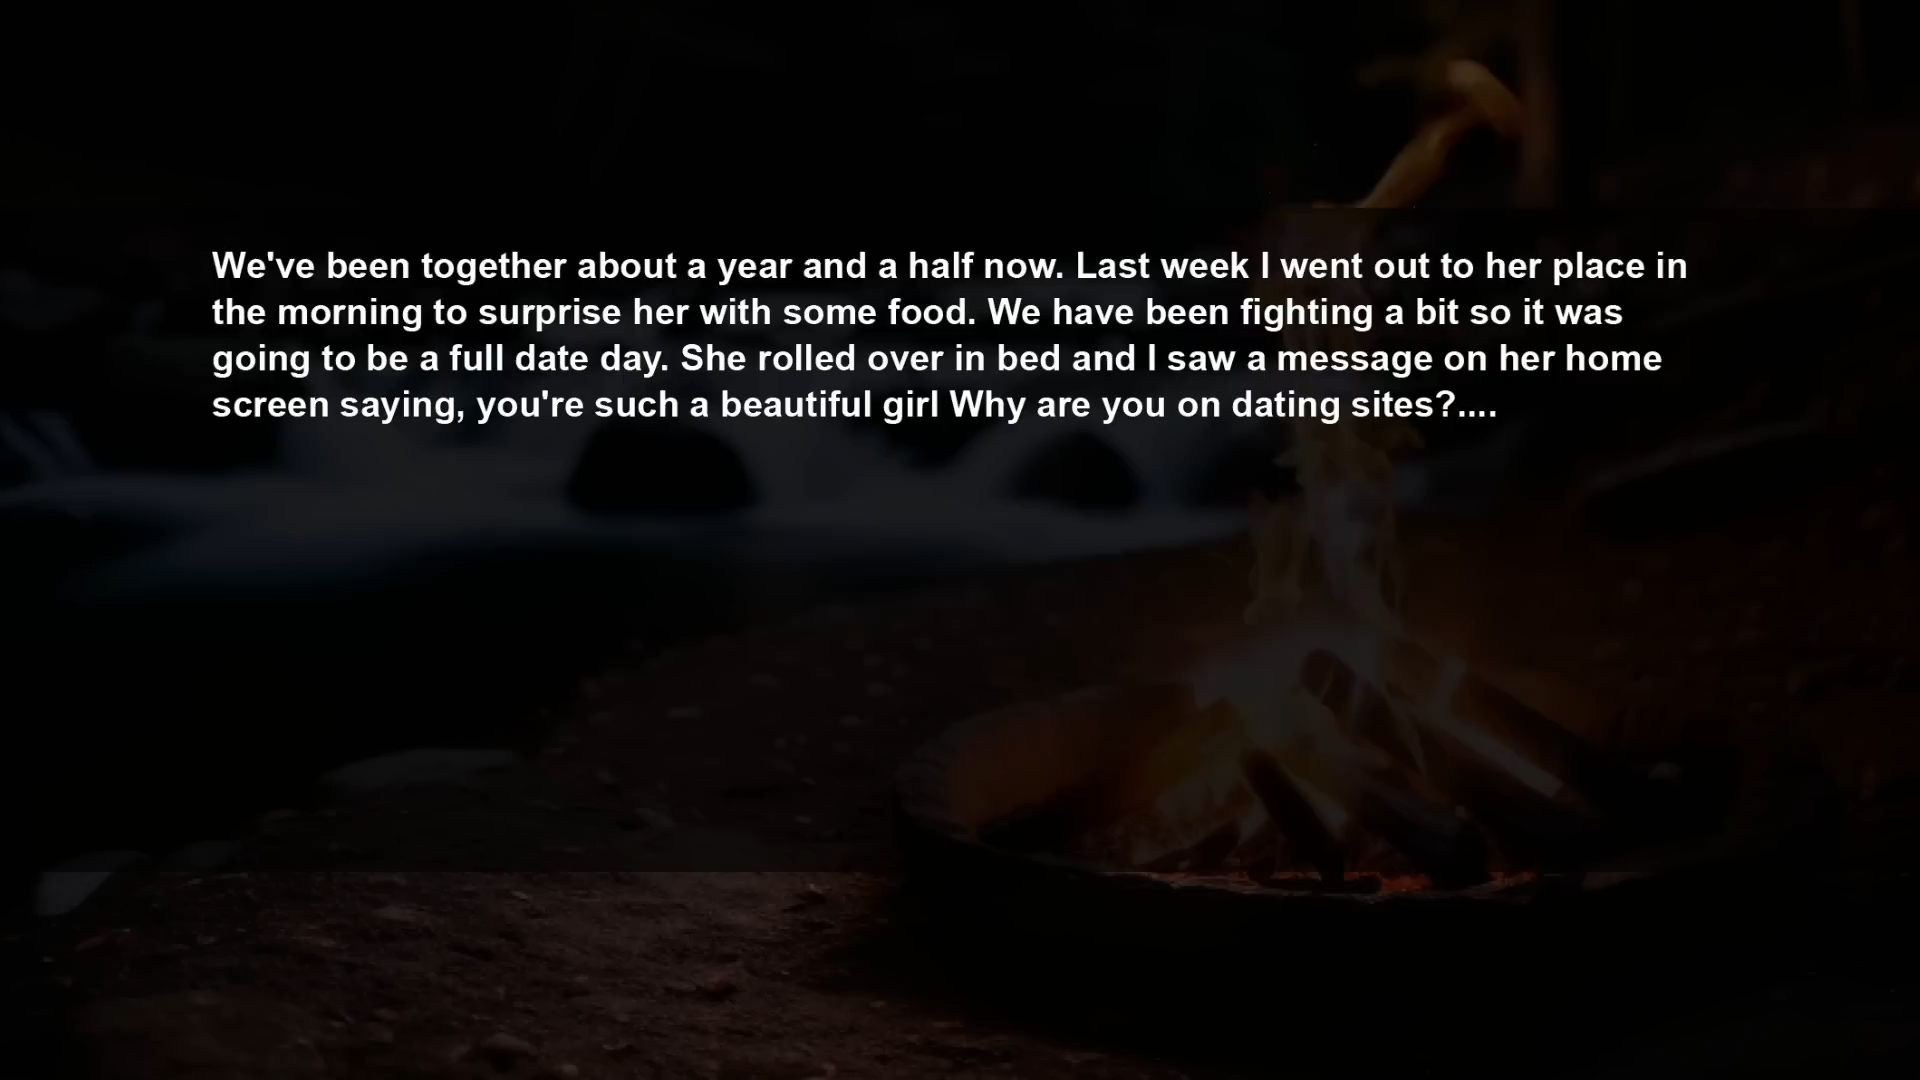 We've been together about a year and a half now. Last week I went out to her place in
the morning to surprise her with some food. We have been fighting a bit so it was
going to be a full date day. She rolled over in bed and I saw a message on her home
screen saying, you're such a beautiful girl Why are you on dating sites?....